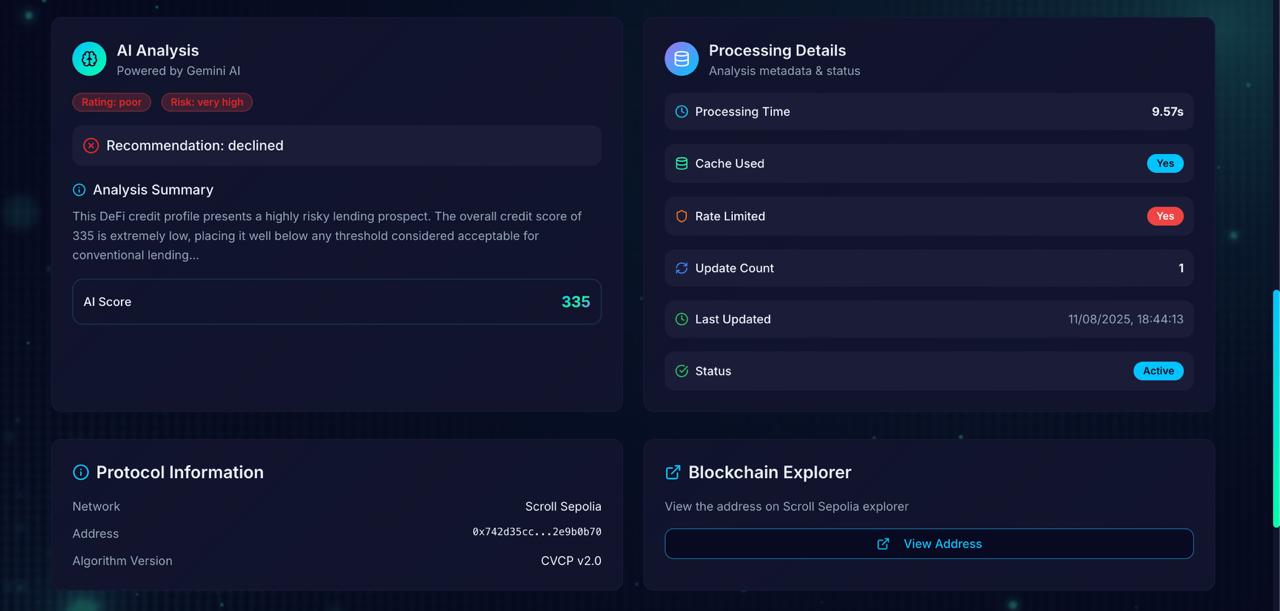 AI Analysis
Powered by Gemini AI
Rating: poor
Risk: very high
Recommendation: declined
Analysis Summary
This DeFi credit profile presents a highly risky lending prospect. The overall credit score of
335 is extremely low, placing it well below any threshold considered acceptable for
conventional lending...
AI Score 335
Processing Details
Analysis metadata & status
Processing Time 9.57s
Cache Used Yes
Rate Limited Yes
Update Count 1
Last Updated 11/08/2025, 18:44:13
Status Active
Protocol Information
Network Scroll Sepolia
Address 0x742d35cc...2e9b0b70
Algorithm Version CVCP v2.0
Blockchain Explorer
View the address on Scroll Sepolia explorer
View Address